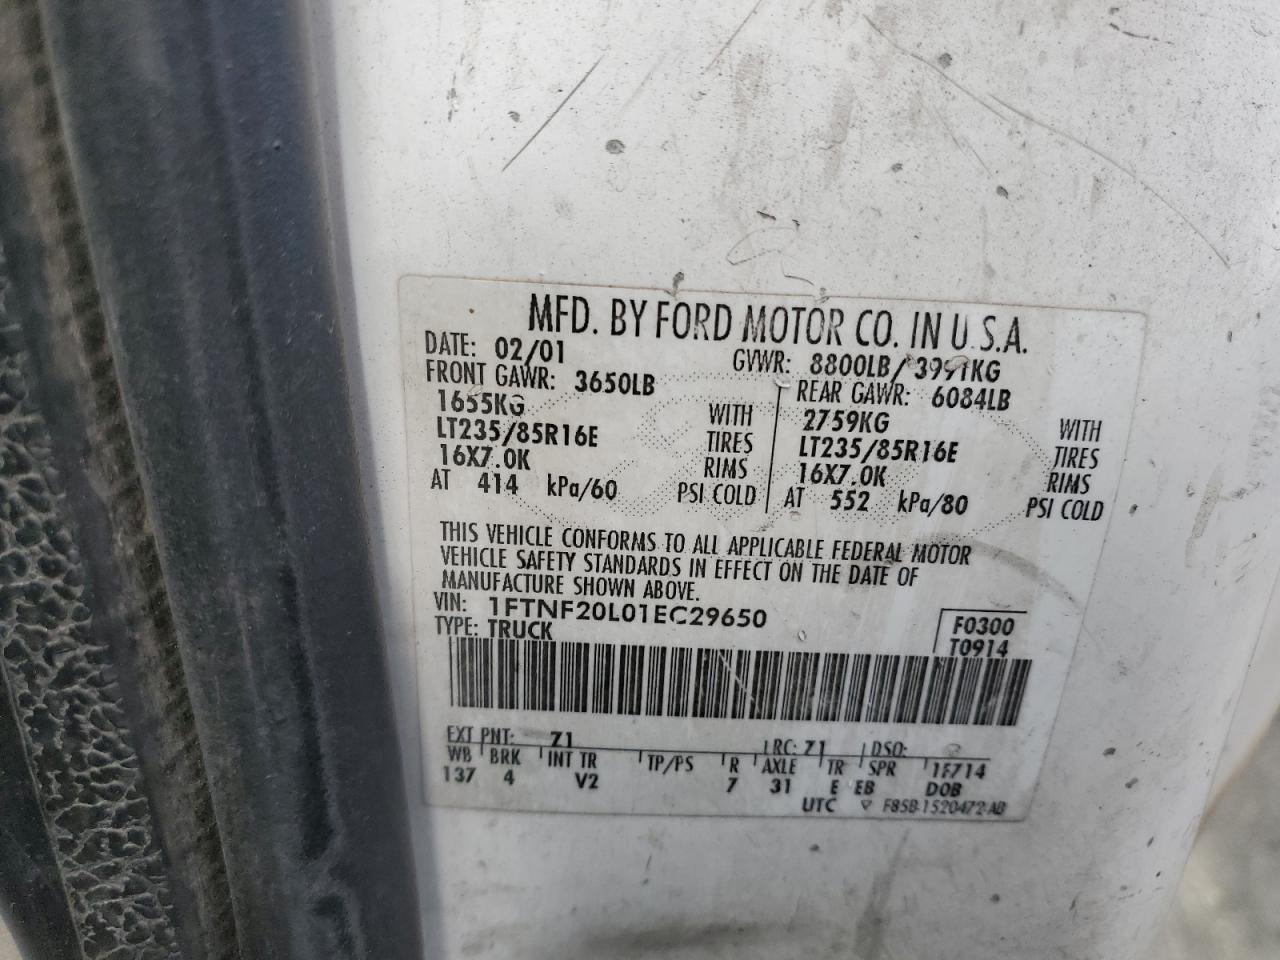 MFD. BY FORD MOTOR CO. IN U.S.A.
DATE: 02/01 GVWR: 8800LB/ 3991KG
FRONT GAWR: 3650LB REAR GAWR: 6084LB
1655KG WITH 2759KG WITH
LT235/85R16E TIRES LT235/85R16E TIRES
16X7.0K RIMS 16X7.0K RIMS
AT 414 kPa/60 PSI COLD AT 552 kPa/80 PSI COLD
THIS VEHICLE CONFORMS TO ALL APPLICABLE FEDERAL MOTOR
VEHICLE SAFETY STANDARDS IN EFFECT ON THE DATE OF
MANUFACTURE SHOWN ABOVE.
VIN: 1FTNF20L01EC29650 F0300
TYPE: TRUCK T0914
EXT PNT: Z1 RC: Z1 DSO:
WB BRK INT TR TP/PS R AXLE TR SPR 1F714
137 4 V2 7 31 E EB DOB
UTC ▽ F85B-1520472-AB